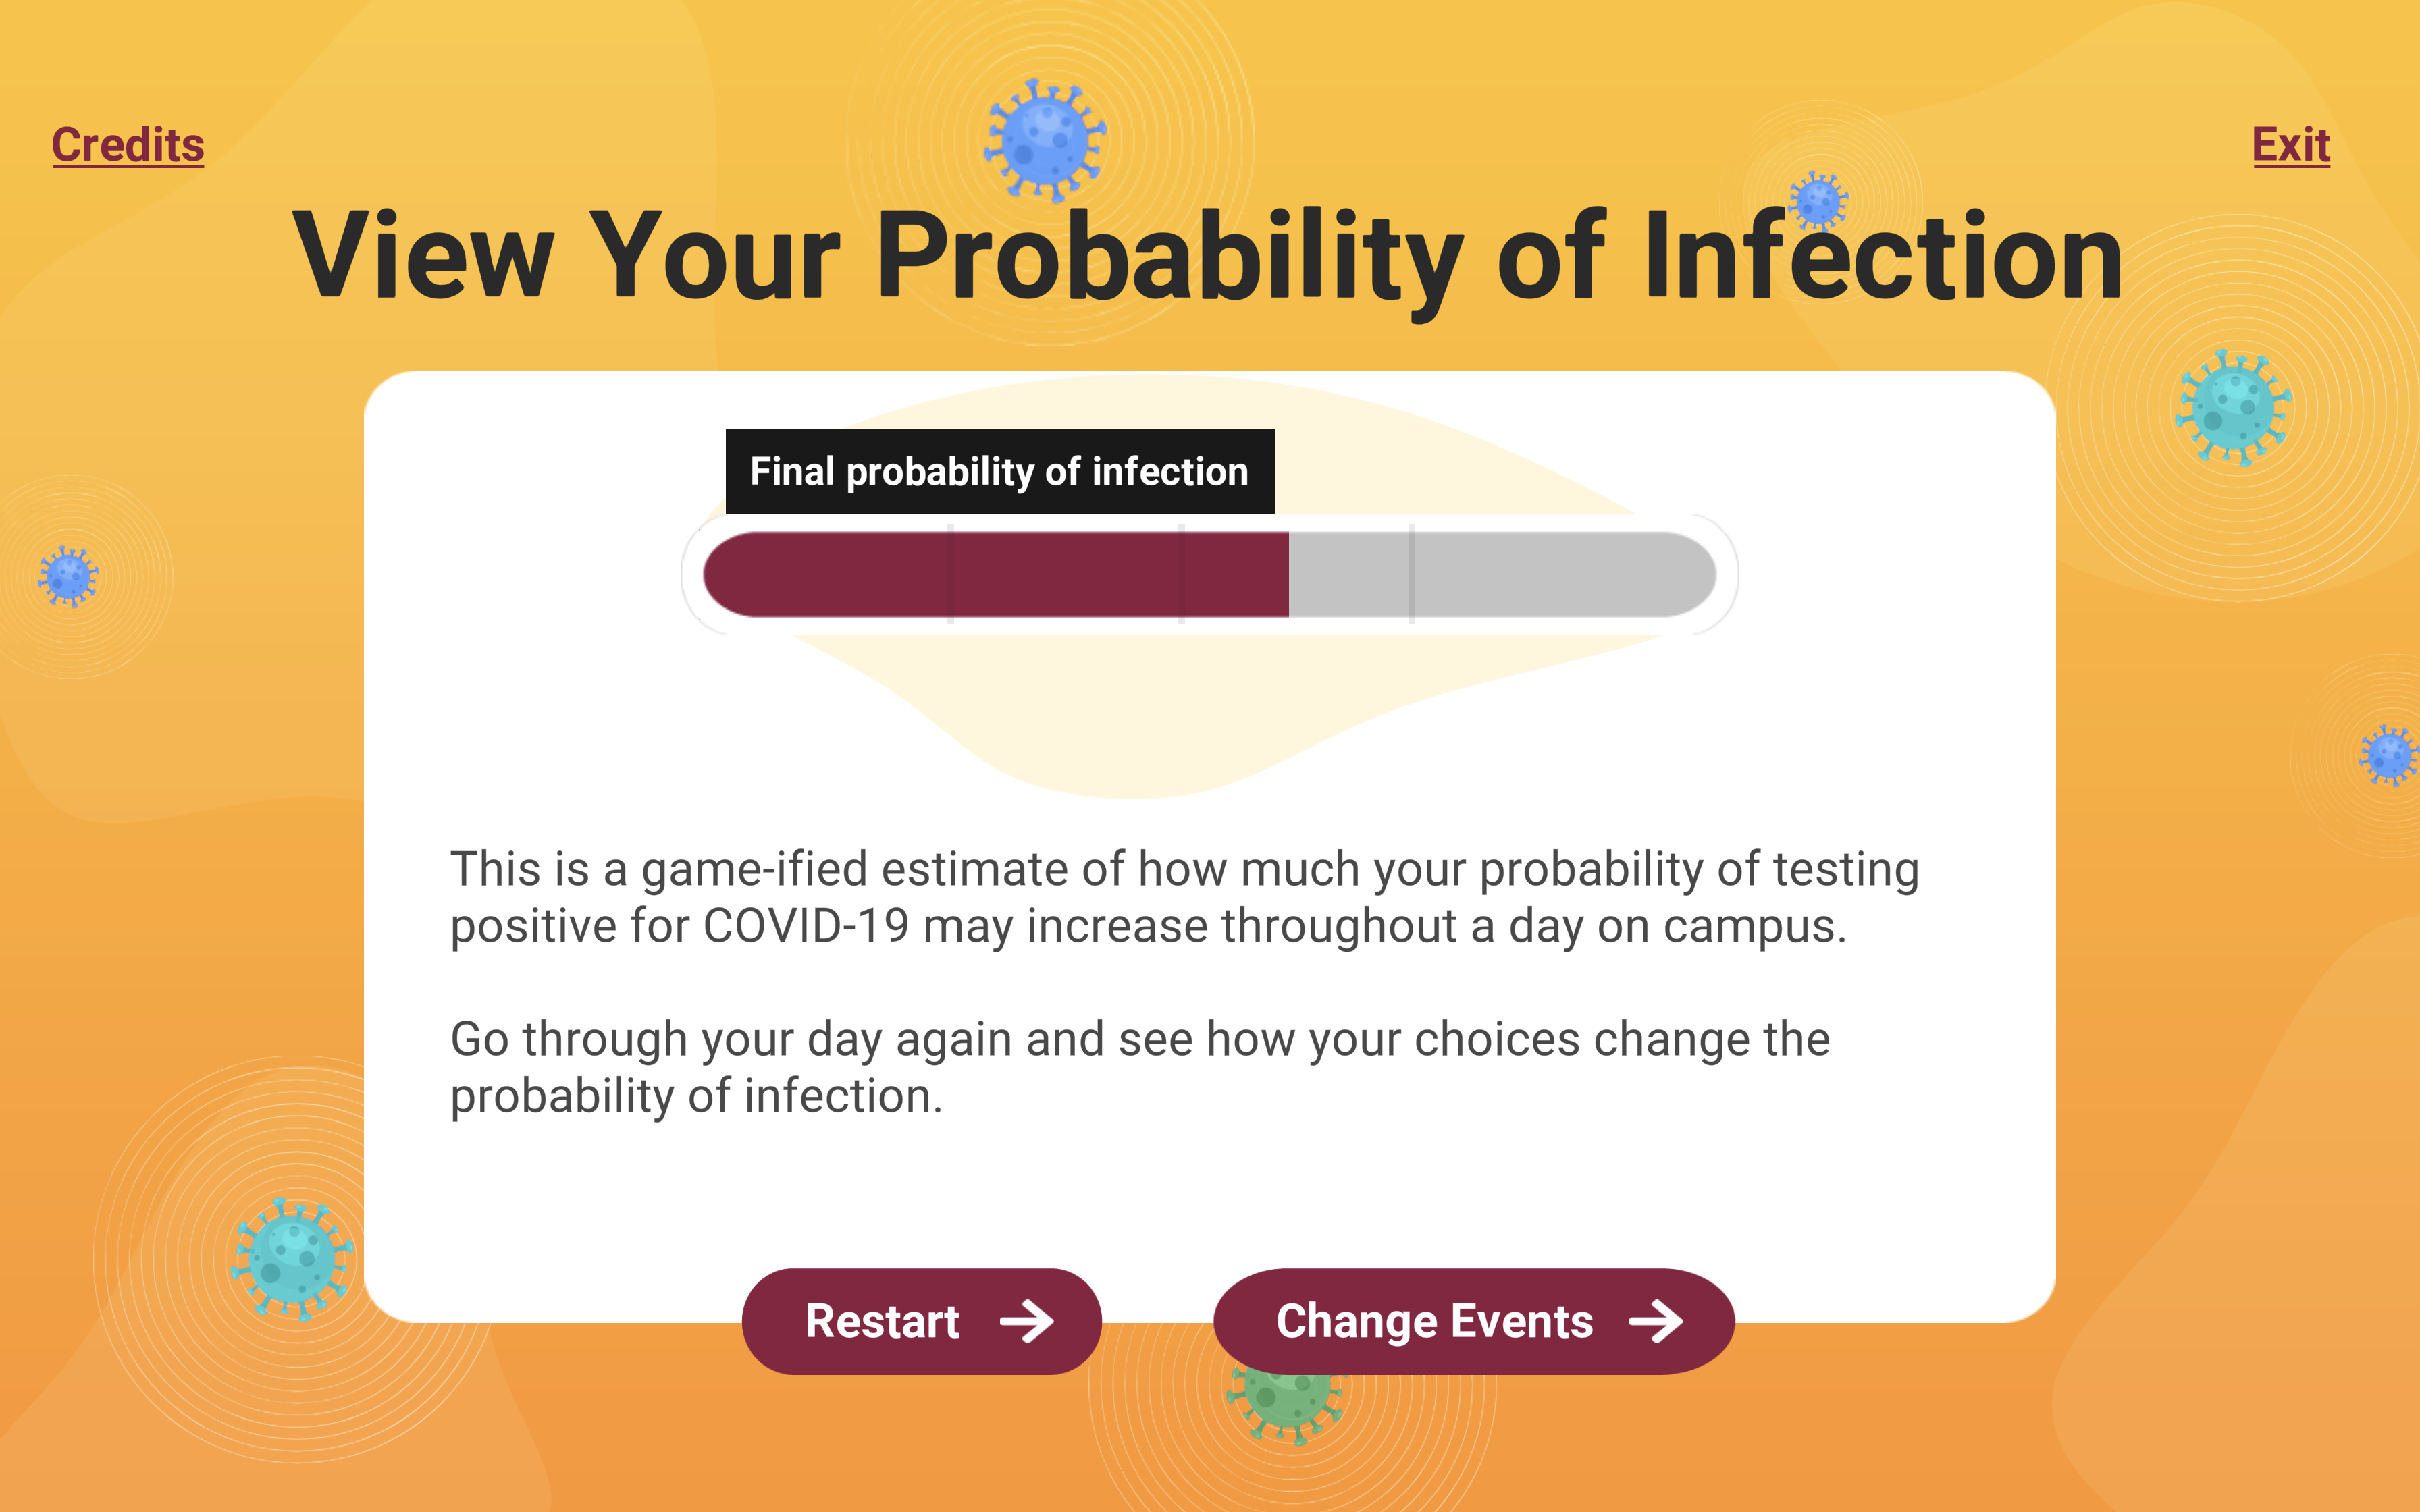 Credits
Exit
View Your Probability of Infection
Final probability of infection
This is a game-ified estimate of how much your probability of testing
positive for COVID-19 may increase throughout a day on campus.
Go through your day again and see how your choices change the
probability of infection.
Restart
Change Events